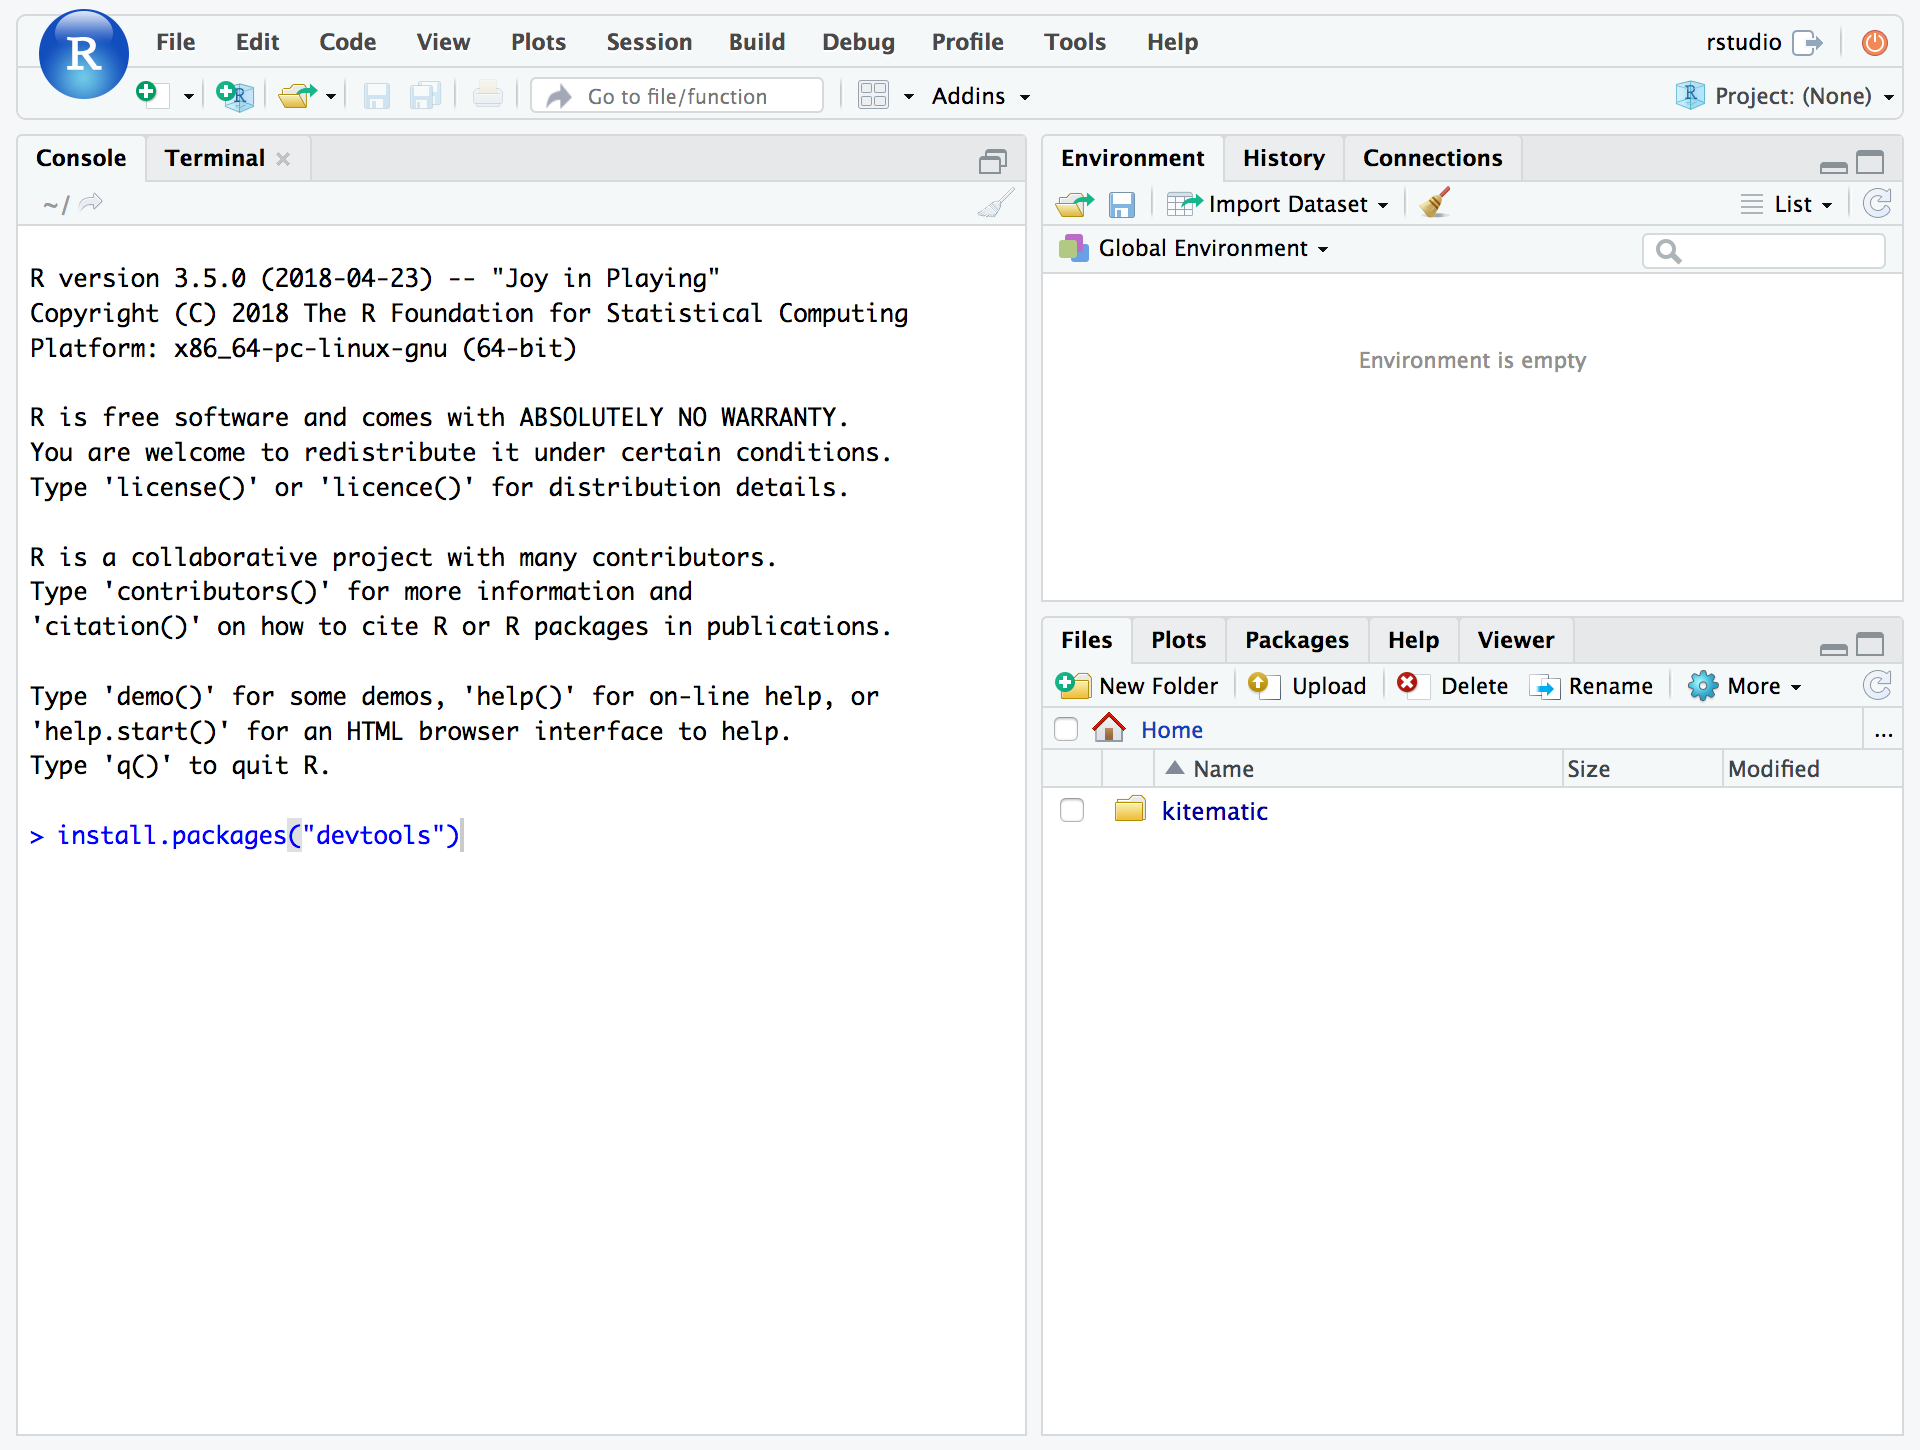 R
File Edit Code View Plots Session Build Debug Profile Tools Help
rstudio
R Go to file/function Addins
R Project: (None)
Console Terminal
~/
R version 3.5.0 (2018-04-23) -- "Joy in Playing"
Copyright (C) 2018 The R Foundation for Statistical Computing
Platform: x86_64-pc-linux-gnu (64-bit)
R is free software and comes with ABSOLUTELY NO WARRANTY.
You are welcome to redistribute it under certain conditions.
Type 'license()' or 'licence()' for distribution details.
R is a collaborative project with many contributors.
Type 'contributors()' for more information and
'citation()' on how to cite R or R packages in publications.
Type 'demo()' for some demos, 'help()' for on-line help, or
'help.start()' for an HTML browser interface to help.
Type 'q()' to quit R.
> install.packages("devtools")
Environment History Connections
Import Dataset List
Global Environment
Environment is empty
Files Plots Packages Help Viewer
New Folder Upload Delete Rename More
Home ...
Name Size Modified
kitematic